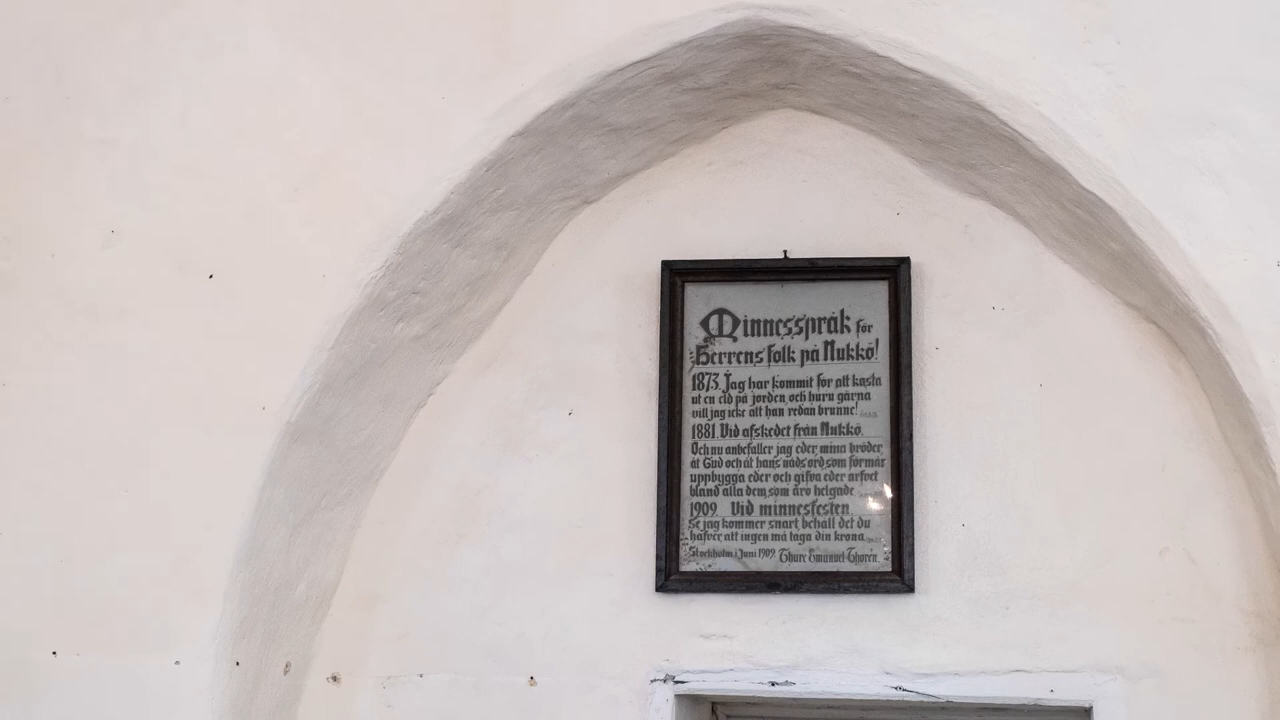 Minnesspråk för
Herrens folk på Nukkö!
1873. Jag har kommit för att kasta
ut en eld på jorden, och huru gärna
vill jag icke att han redan brunne!
1881. Vid afskedet från Nukkö.
Och nu anbefaller jag eder, mina bröder,
åt Gud och åt hans nåds ord, som förmår
uppbygga eder och gifva eder arfvet
bland alla dem, som äro helgade.
1909. Vid minnesfesten.
Se jag kommer snart, behåll det du
hafver att ingen må taga din krona.
Stockholm i Juni 1909. Thure Emanuel Thorén.